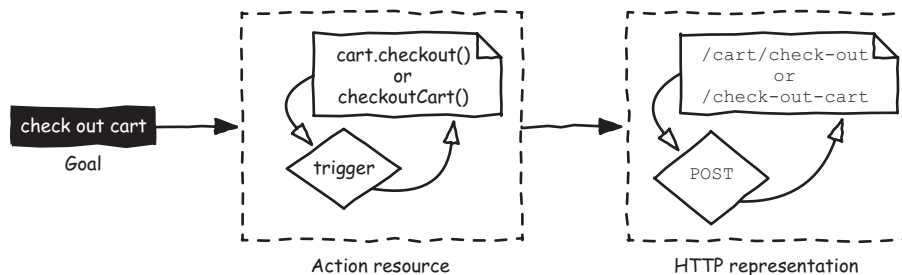 check out cart
Goal
cart.checkout()
or
checkoutCart()
trigger
Action resource
/cart/check-out
or
/check-out-cart
POST
HTTP representation